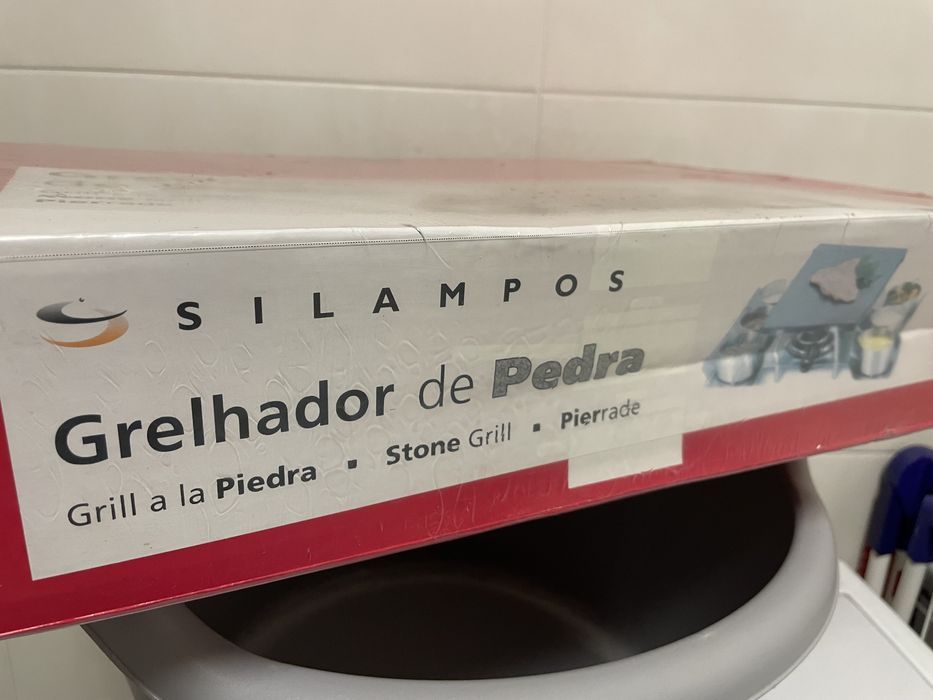 SILAMPOS
Grelhador de Pedra
Grill a la Piedra ▪ Stone Grill ▪ Pierrade